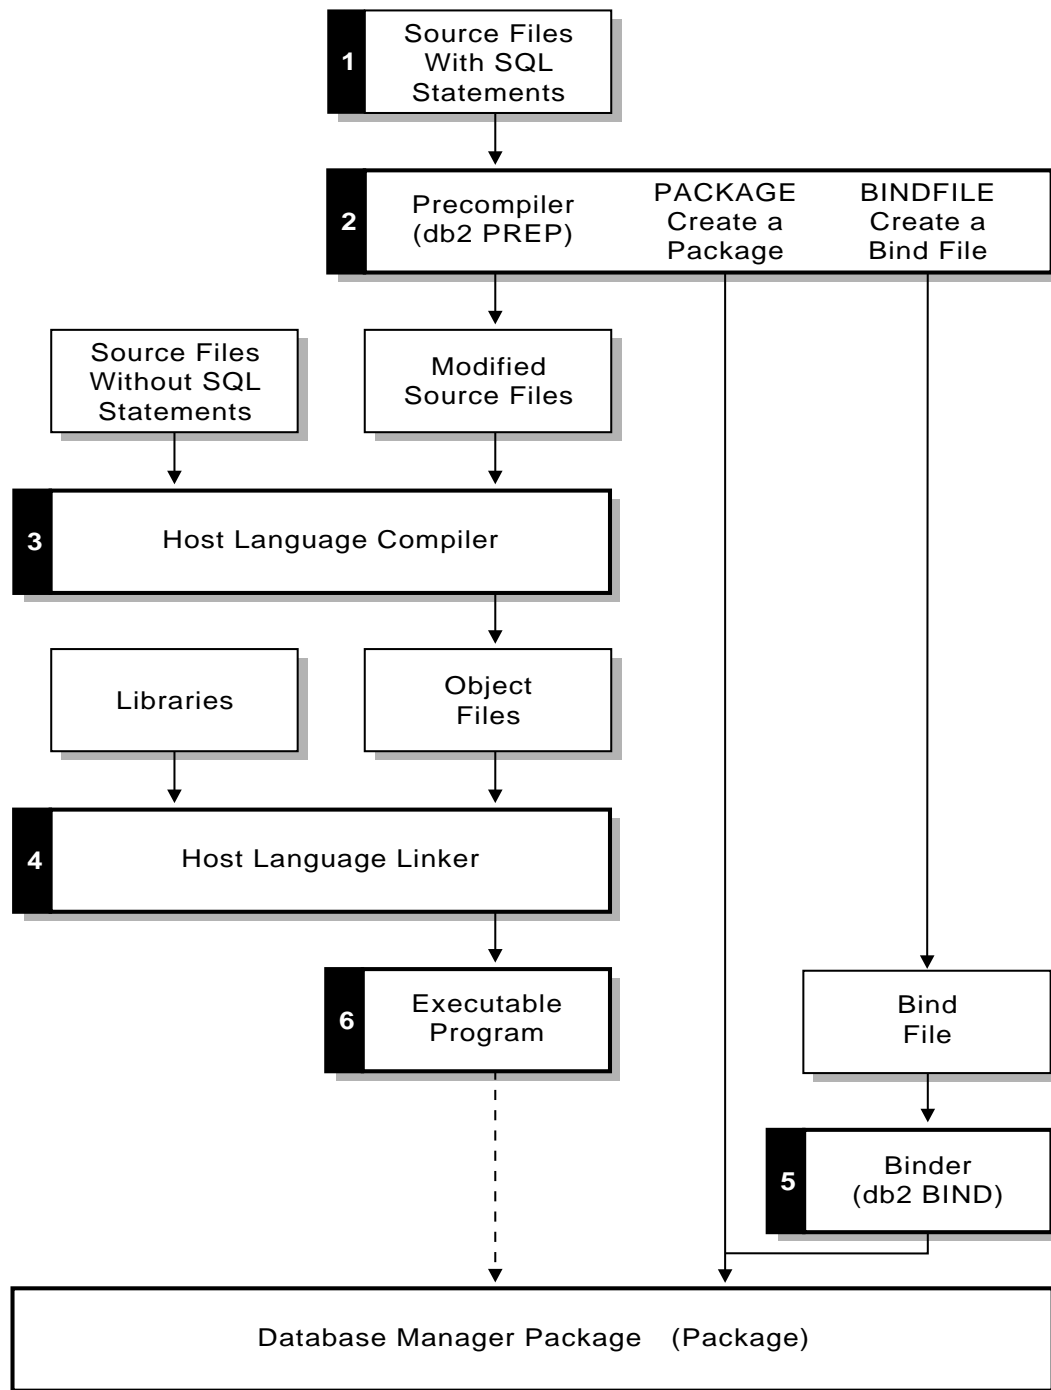 1
Source Files
With SQL
Statements
2
Precompiler
(db2 PREP)
PACKAGE
Create a
Package
BINDFILE
Create a
Bind File
Source Files
Without SQL
Statements
Modified
Source Files
3
Host Language Compiler
Libraries
Object
Files
4
Host Language Linker
6
Executable
Program
Bind
File
5
Binder
(db2 BIND)
Database Manager Package (Package)